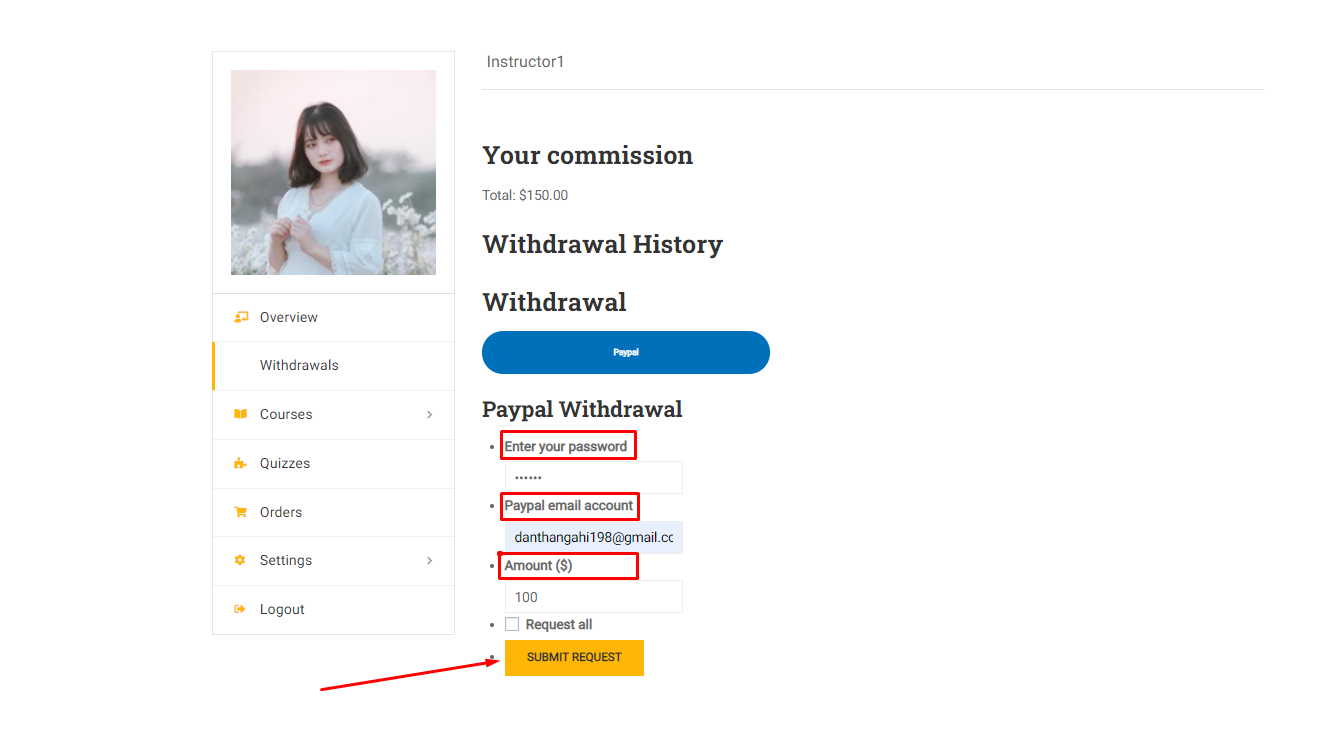 Instructor1
Overview
Withdrawals
Courses
Quizzes
Orders
Settings
Logout
Your commission
Total: $150.00
Withdrawal History
Withdrawal
Paypal
Paypal Withdrawal
Enter your password
••••••
Paypal email account
danthangahi198@gmail.cc
Amount ($)
100
Request all
SUBMIT REQUEST